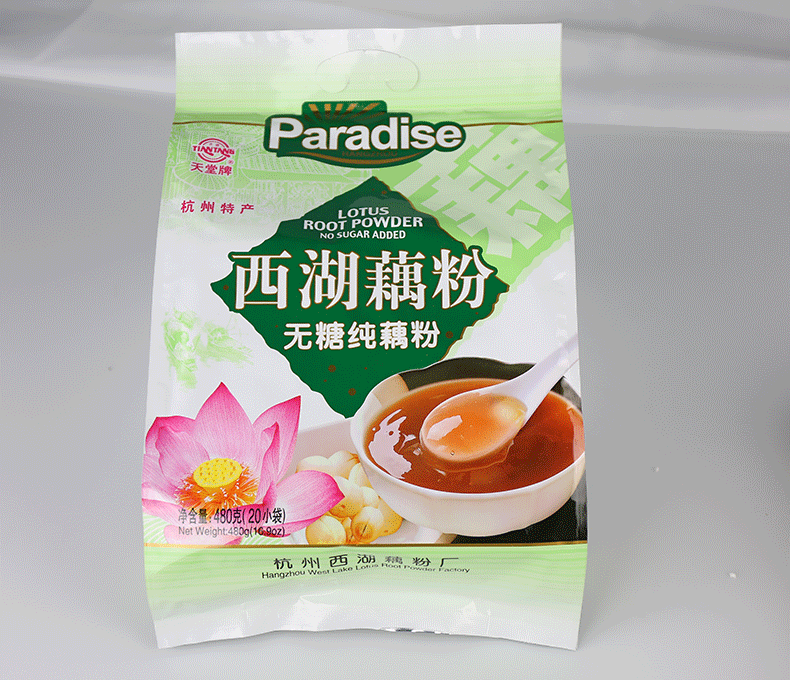 Paradise
TIANTANG
天堂牌
杭州特产
LOTUS
ROOT POWDER
NO SUGAR ADDED
西湖藕粉
无糖纯藕粉
净含量: 480克(20小袋)
Net Weight:480g(16.9oz)
杭州西湖藕粉厂
Hangzhou West Lake Lotus Root Powder Factory